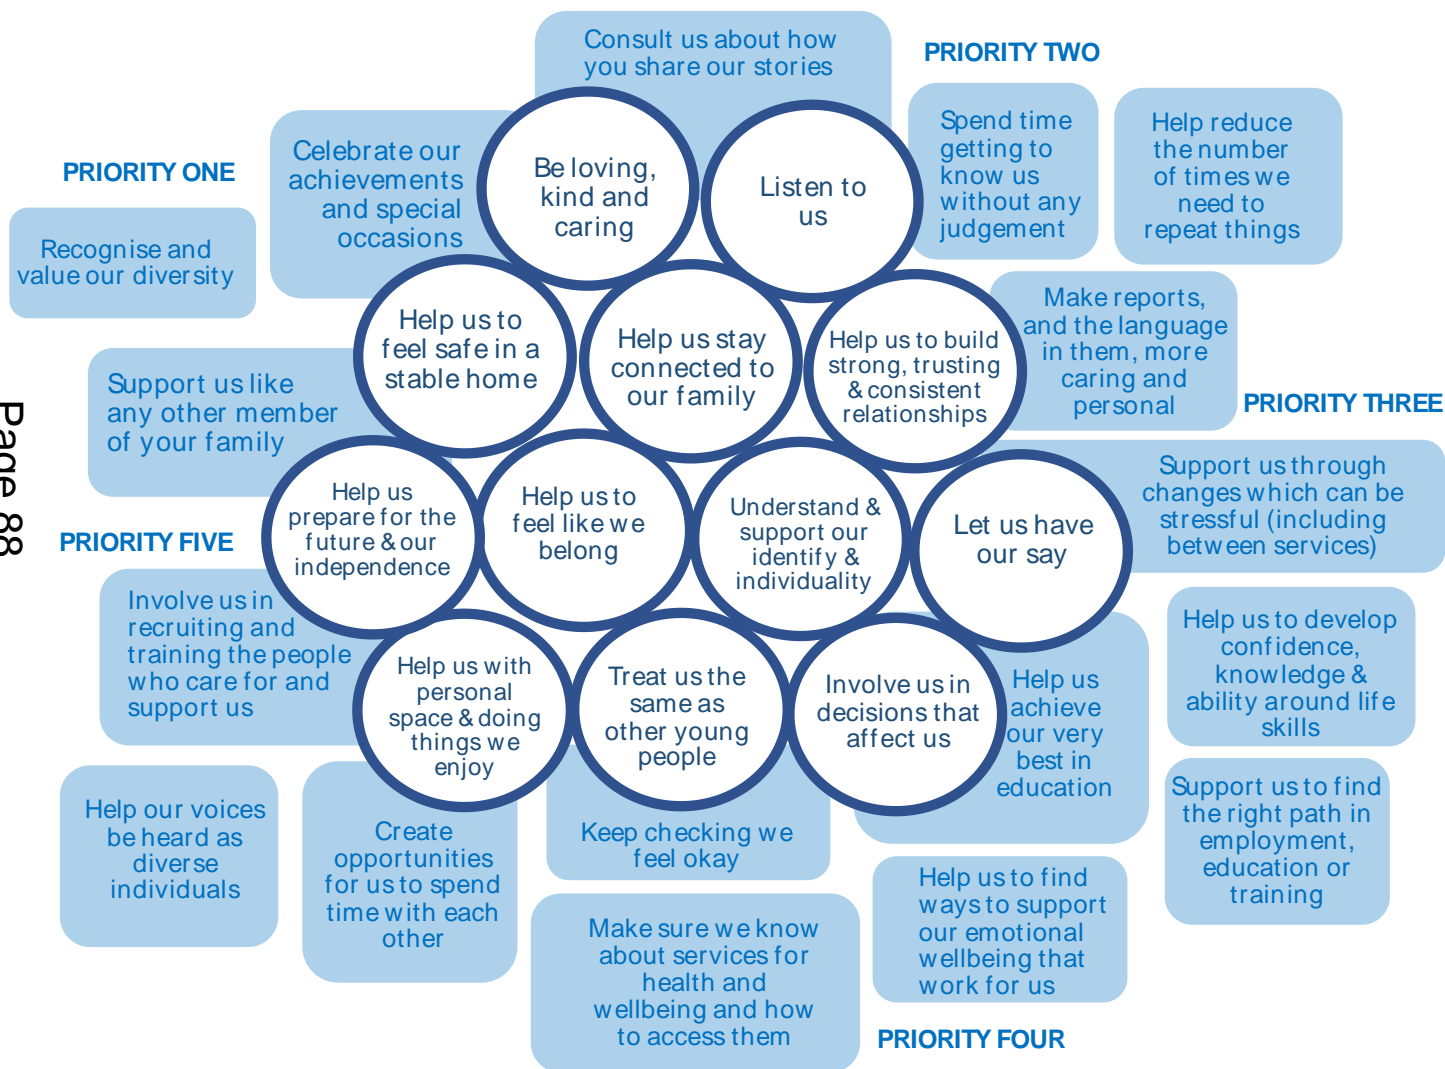 Consult us about how
you share our stories
PRIORITY TWO
Spend time
getting to
know us
without any
judgement
Help reduce
the number
of times we
need to
repeat things
Celebrate our
achievements
and special
occasions
Be loving,
kind and
caring
Listen to
us
PRIORITY ONE
Recognise and
value our diversity
Help us to
feel safe in a
stable home
Help us stay
connected to
our family
Help us to build
strong, trusting
& consistent
relationships
Make reports,
and the language
in them, more
caring and
personal
PRIORITY THREE
Support us like
any other member
of your family
Page 88
Help us
prepare for the
future & our
independence
Help us to
feel like we
belong
Understand &
support our
identify &
individuality
Let us have
our say
Support us through
changes which can be
stressful (including
between services)
PRIORITY FIVE
Involve us in
recruiting and
training the people
who care for and
support us
Help us with
personal
space & doing
things we
enjoy
Treat us the
same as
other young
people
Involve us in
decisions that
affect us
Help us
achieve
our very
best in
education
Help us to develop
confidence,
knowledge &
ability around life
skills
Help our voices
be heard as
diverse
individuals
Create
opportunities
for us to spend
time with each
other
Keep checking we
feel okay
Support us to find
the right path in
employment,
education or
training
Make sure we know
about services for
health and
wellbeing and how
to access them
Help us to find
ways to support
our emotional
wellbeing that
work for us
PRIORITY FOUR